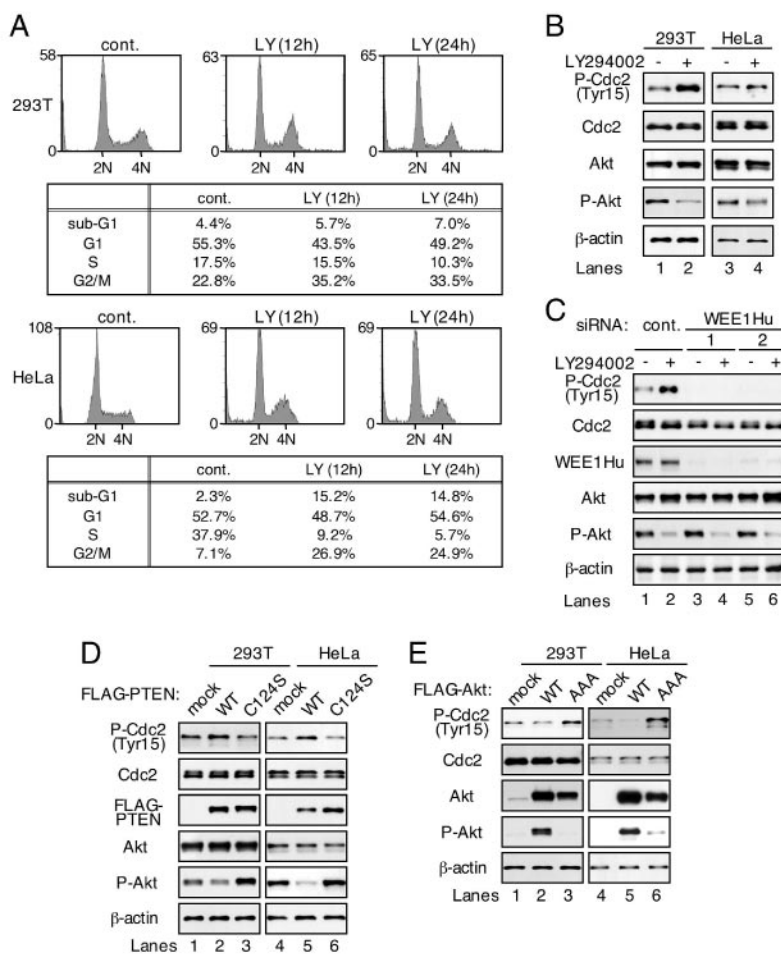 A
cont. LY (12h) LY (24h)
58 63 63
293T
0 0 0
2N 4N 2N 4N 2N 4N
cont. LY (12h) LY (24h)
sub-G1 4.4% 5.7% 7.0%
G1 55.3% 43.5% 49.2%
S 17.5% 15.5% 10.3%
G2/M 22.8% 35.2% 33.5%
cont. LY (12h) LY (24h)
108 69 69
HeLa
0 0 0
2N 4N 2N 4N 2N 4N
cont. LY (12h) LY (24h)
sub-G1 2.3% 15.2% 14.8%
G1 52.7% 48.7% 54.6%
S 37.9% 9.2% 5.7%
G2/M 7.1% 26.9% 24.9%
B
293T HeLa
LY294002 - + - +
P-Cdc2
(Tyr15)
Cdc2
Akt
P-Akt
β-actin
Lanes 1 2 3 4
C
siRNA: cont. WEE1Hu
1 2
LY294002 - + - + - +
P-Cdc2
(Tyr15)
Cdc2
WEE1Hu
Akt
P-Akt
β-actin
Lanes 1 2 3 4 5 6
D
293T HeLa
FLAG-PTEN: mock WT C124S mock WT C124S
P-Cdc2
(Tyr15)
Cdc2
FLAG-
PTEN
Akt
P-Akt
β-actin
Lanes 1 2 3 4 5 6
E
293T HeLa
FLAG-Akt: mock WT AAA mock WT AAA
P-Cdc2
(Tyr15)
Cdc2
Akt
P-Akt
β-actin
Lanes 1 2 3 4 5 6